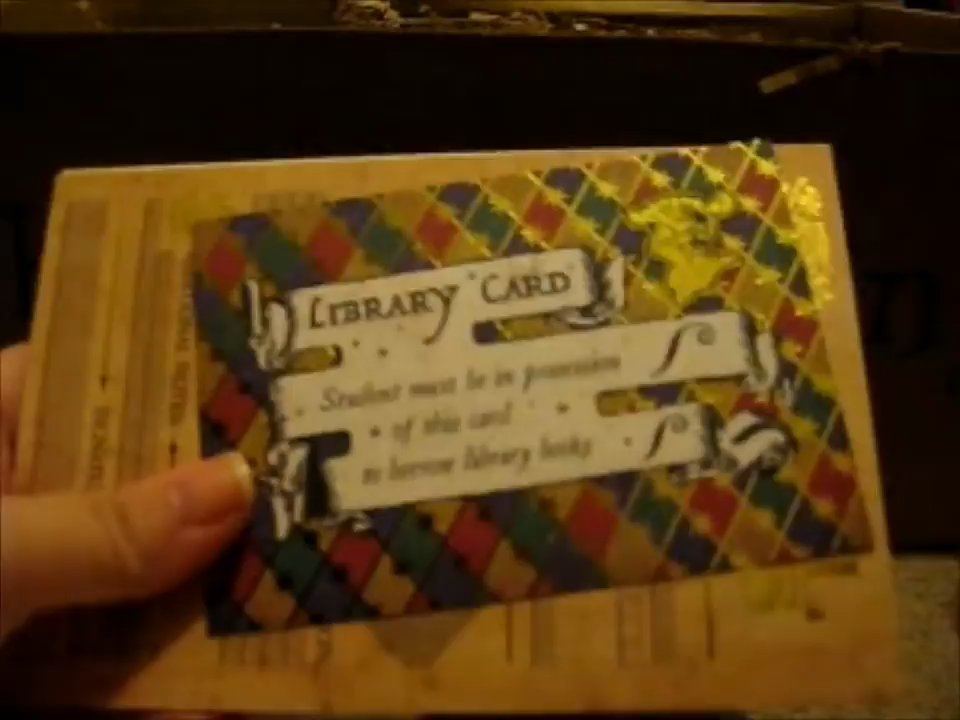 LIBRARY CARD
Student must be in possession
of this card
to borrow library books